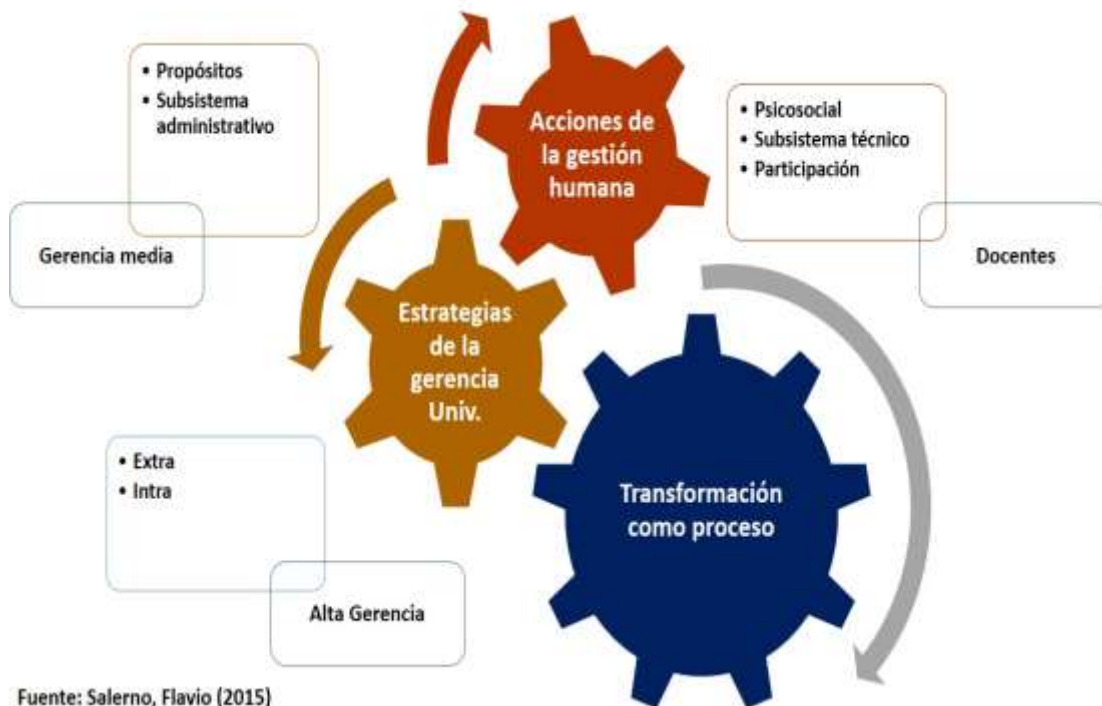 • Propósitos
• Subsistema
administrativo
Gerencia media
Acciones de
la gestión
humana
• Psicosocial
• Subsistema técnico
• Participación
Docentes
Estrategias
de la
gerencia
Univ.
• Extra
• Intra
Alta Gerencia
Transformación
como proceso
Fuente: Salerno, Flavio (2015)